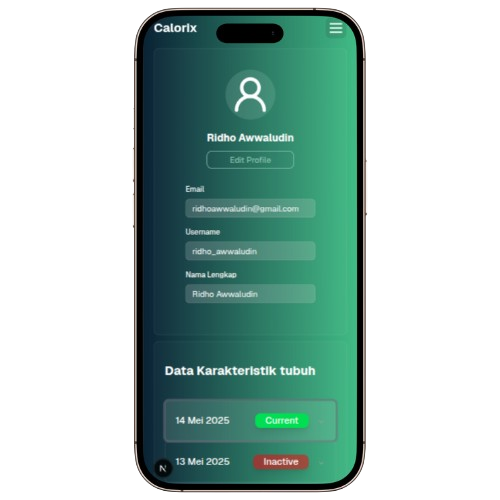 Calorix
Ridho Awwaludin
Edit Profile
Email
ridhoawwaludin@gmail.com
Username
ridho_awwaludin
Nama Lengkap
Ridho Awwaludin
Data Karakteristik tubuh
14 Mei 2025 Current
N 13 Mei 2025 Inactive